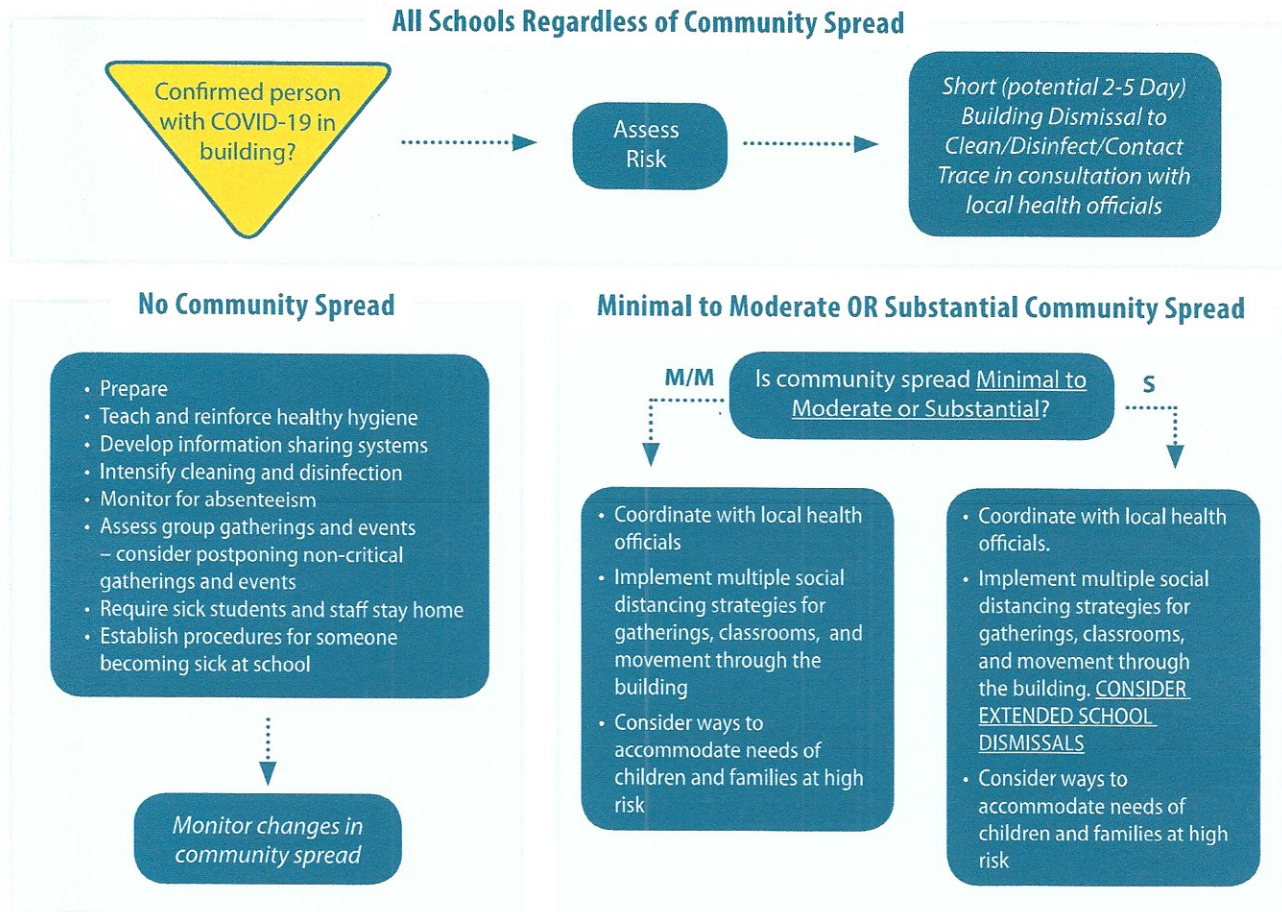 All Schools Regardless of Community Spread
Confirmed person
with COVID-19 in
building?
Assess
Risk
Short (potential 2-5 Day)
Building Dismissal to
Clean/Disinfect/Contact
Trace in consultation with
local health officials
No Community Spread
• Prepare
• Teach and reinforce healthy hygiene
• Develop information sharing systems
• Intensify cleaning and disinfection
• Monitor for absenteeism
• Assess group gatherings and events
– consider postponing non-critical
gatherings and events
• Require sick students and staff stay home
• Establish procedures for someone
becoming sick at school
Monitor changes in
community spread
Minimal to Moderate OR Substantial Community Spread
M/M
Is community spread Minimal to
Moderate or Substantial?
S
• Coordinate with local health
officials
• Implement multiple social
distancing strategies for
gatherings, classrooms, and
movement through the
building
• Consider ways to
accommodate needs of
children and families at high
risk
• Coordinate with local health
officials.
• Implement multiple social
distancing strategies for
gatherings, classrooms,
and movement through
the building. CONSIDER
EXTENDED SCHOOL
DISMISSALS
• Consider ways to
accommodate needs of
children and families at high
risk